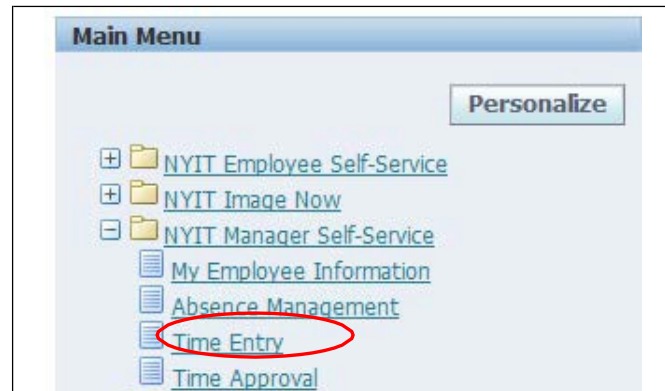 Main Menu
Personalize
NYIT Employee Self-Service
NYIT Image Now
NYIT Manager Self-Service
My Employee Information
Absence Management
Time Entry
Time Approval